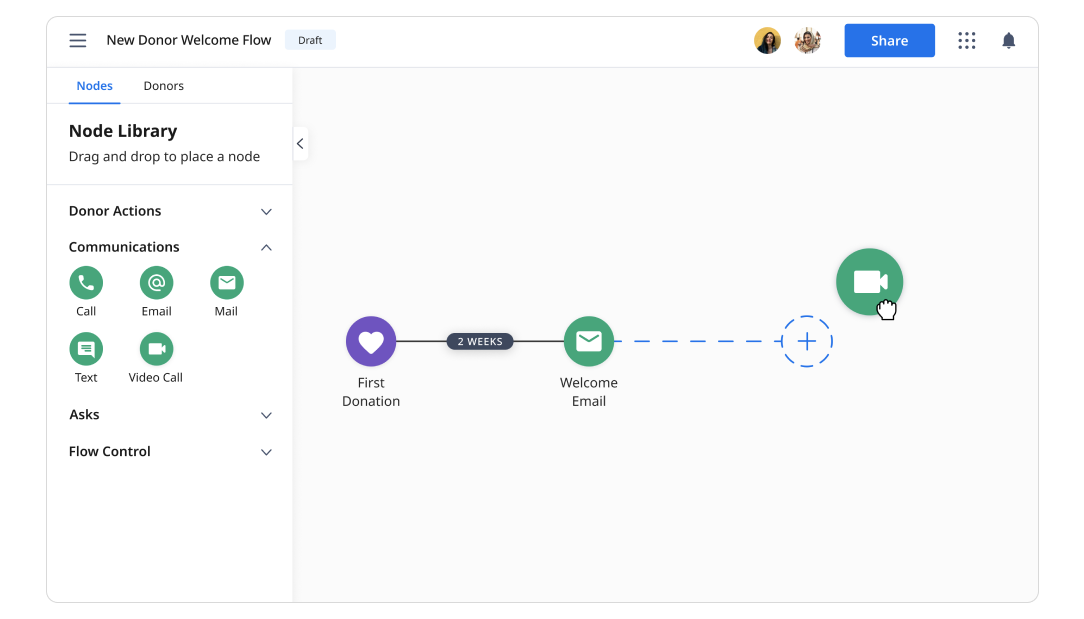 New Donor Welcome Flow
Draft
Share
Nodes
Donors
Node Library
Drag and drop to place a node
Donor Actions
Communications
Call
Email
Mail
Text
Video Call
Asks
Flow Control
2 WEEKS
First
Donation
Welcome
Email